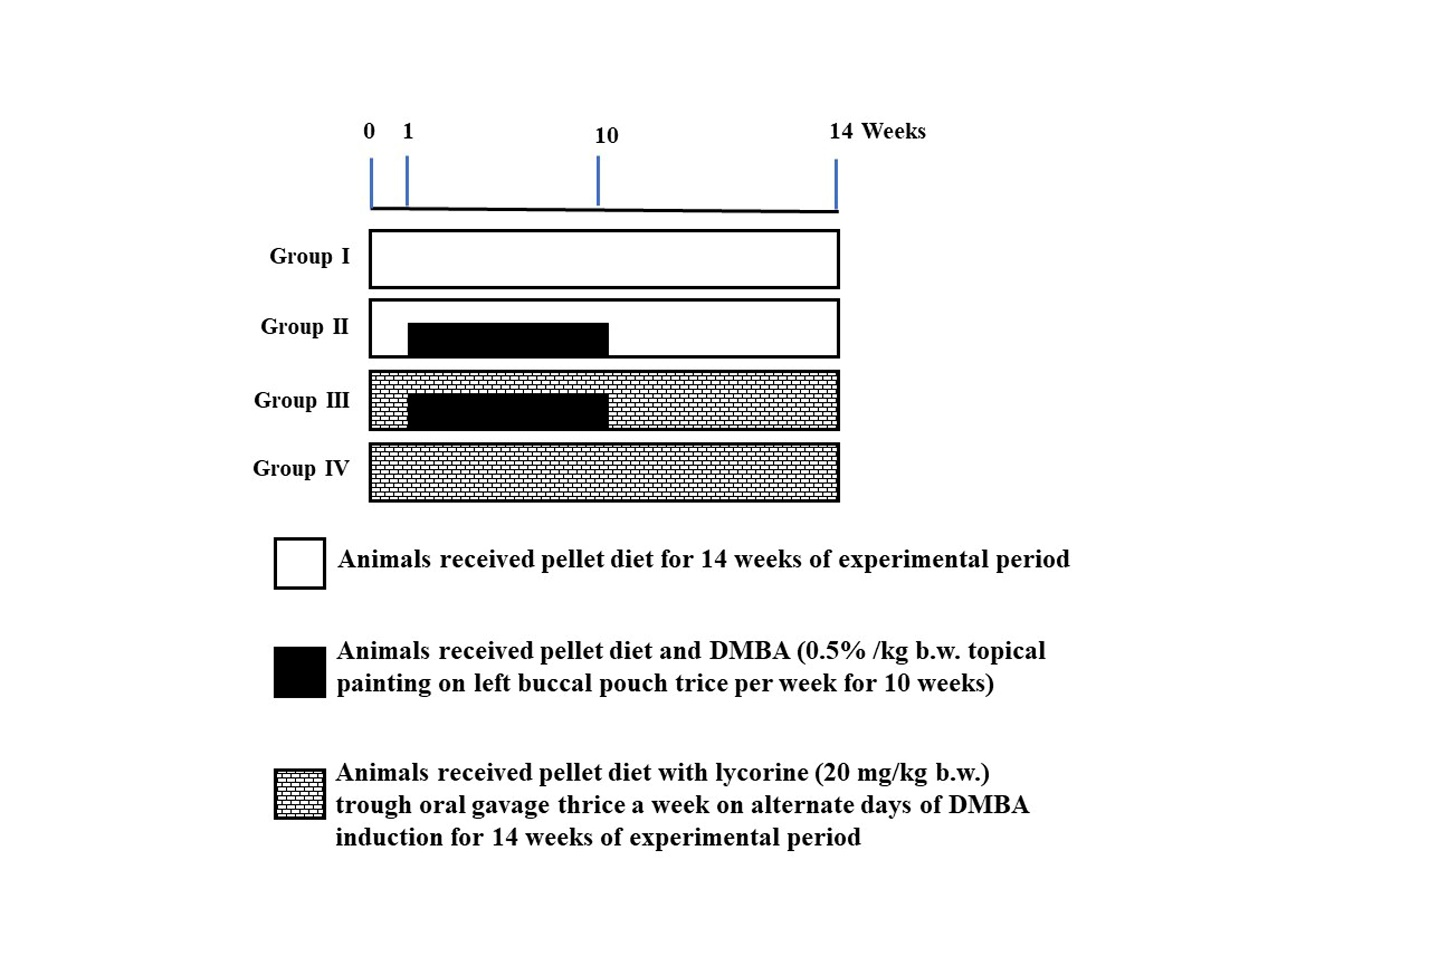 0 1 10 14 Weeks
Group I
Group II
Group III
Group IV
Animals received pellet diet for 14 weeks of experimental period
Animals received pellet diet and DMBA (0.5% /kg b.w. topical
painting on left buccal pouch trice per week for 10 weeks)
Animals received pellet diet with lycorine (20 mg/kg b.w.)
trough oral gavage thrice a week on alternate days of DMBA
induction for 14 weeks of experimental period